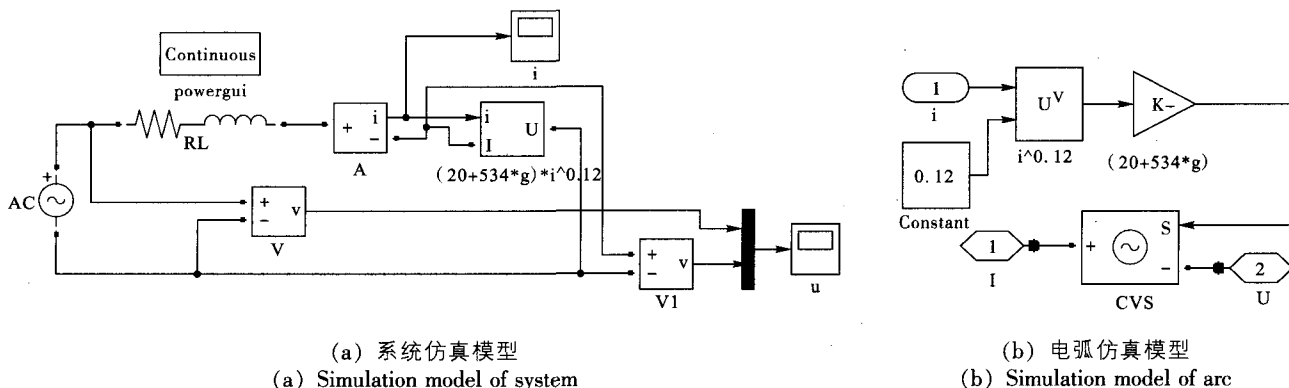 Continuous
powergui
i
RL
+
-
i
A
i
I
U
(20+534*g)*i^0.12
AC
+
+
-
v
V
+
-
v
V1
u
(a) 系统仿真模型
(a) Simulation model of system
1
i
U^V
i^0.12
K-
(20+534*g)
0.12
Constant
1
I
+
S
-
CVS
2
U
(b) 电弧仿真模型
(b) Simulation model of arc